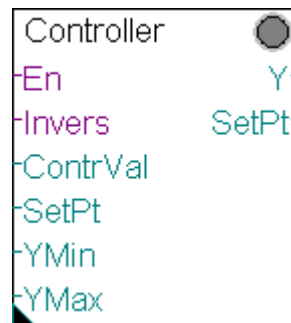 Controller
En Y
Invers SetPt
ContrVal
SetPt
YMin
YMax